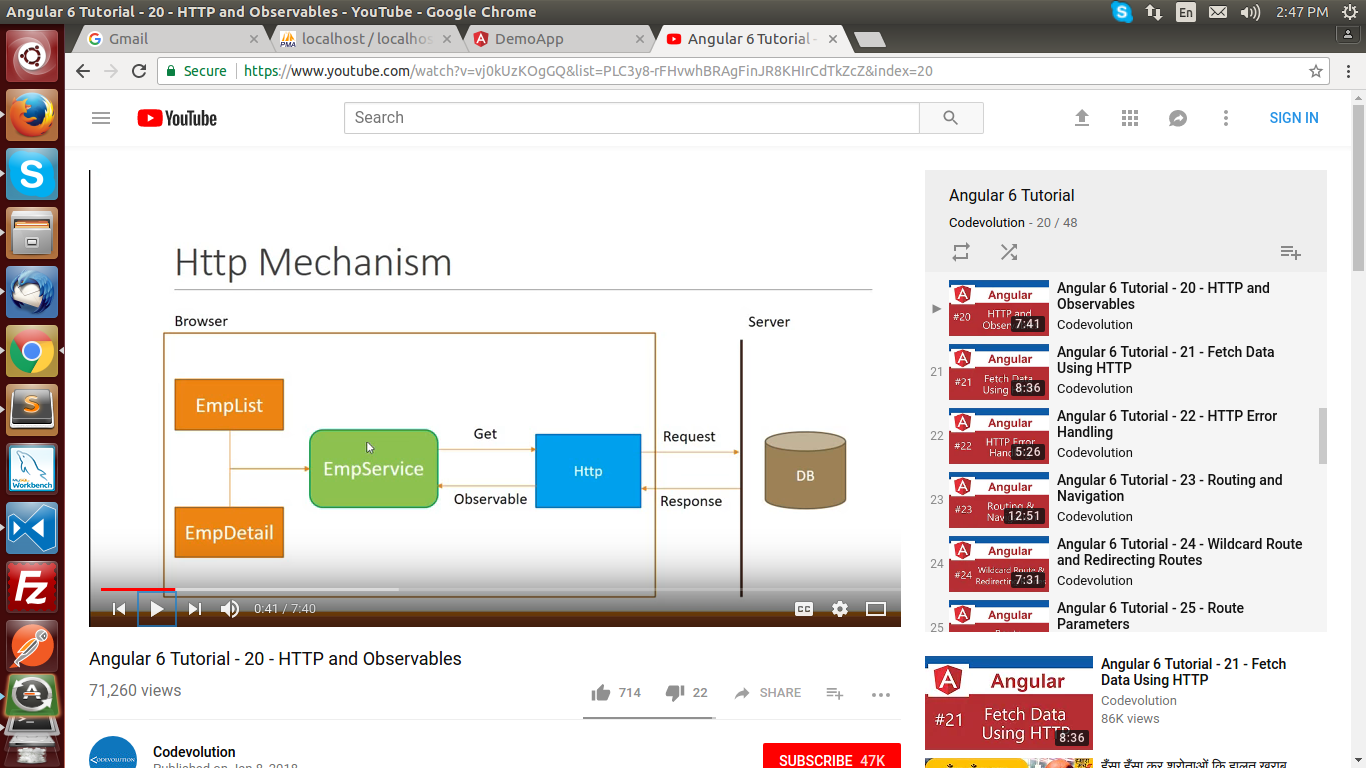 Angular 6 Tutorial - 20 - HTTP and Observables - YouTube - Google Chrome
En
2:47 PM
Gmail
localhost / localhos
DemoApp
Angular 6 Tutorial -
Secure
https://www.youtube.com/watch?v=vj0kUzKOgGQ&list=PLC3y8-rFHvwhBRAgFinJR8KHIrCdTkZcZ&index=20
YouTube
Search
SIGN IN
Http Mechanism
Browser
Server
EmpList
EmpService
EmpDetail
Get
Observable
Http
Request
Response
DB
0:41 / 7:40
CC
Angular 6 Tutorial - 20 - HTTP and Observables
71,260 views
714
22
SHARE
Codevolution
Published on Jan 8, 2018
SUBSCRIBE 47K
Angular 6 Tutorial
Codevolution - 20 / 48
Angular
#20
HTTP and
7:41
Angular 6 Tutorial - 20 - HTTP and
Observables
Codevolution
21
Angular
#21
Fetch Data
Using
8:36
Angular 6 Tutorial - 21 - Fetch Data
Using HTTP
Codevolution
22
Angular
#22
HTTP Error
5:26
Angular 6 Tutorial - 22 - HTTP Error
Handling
Codevolution
23
Angular
#23
Routing &
12:51
Angular 6 Tutorial - 23 - Routing and
Navigation
Codevolution
24
Angular
#24
Wildcard Route &
7:31
Angular 6 Tutorial - 24 - Wildcard Route
and Redirecting Routes
Codevolution
25
Angular
Angular 6 Tutorial - 25 - Route
Parameters
Angular
#21
Fetch Data
Using HTTP
8:36
Angular 6 Tutorial - 21 - Fetch
Data Using HTTP
Codevolution
86K views
हँसा हँसा कर श्रोताओं कि हालत खराब